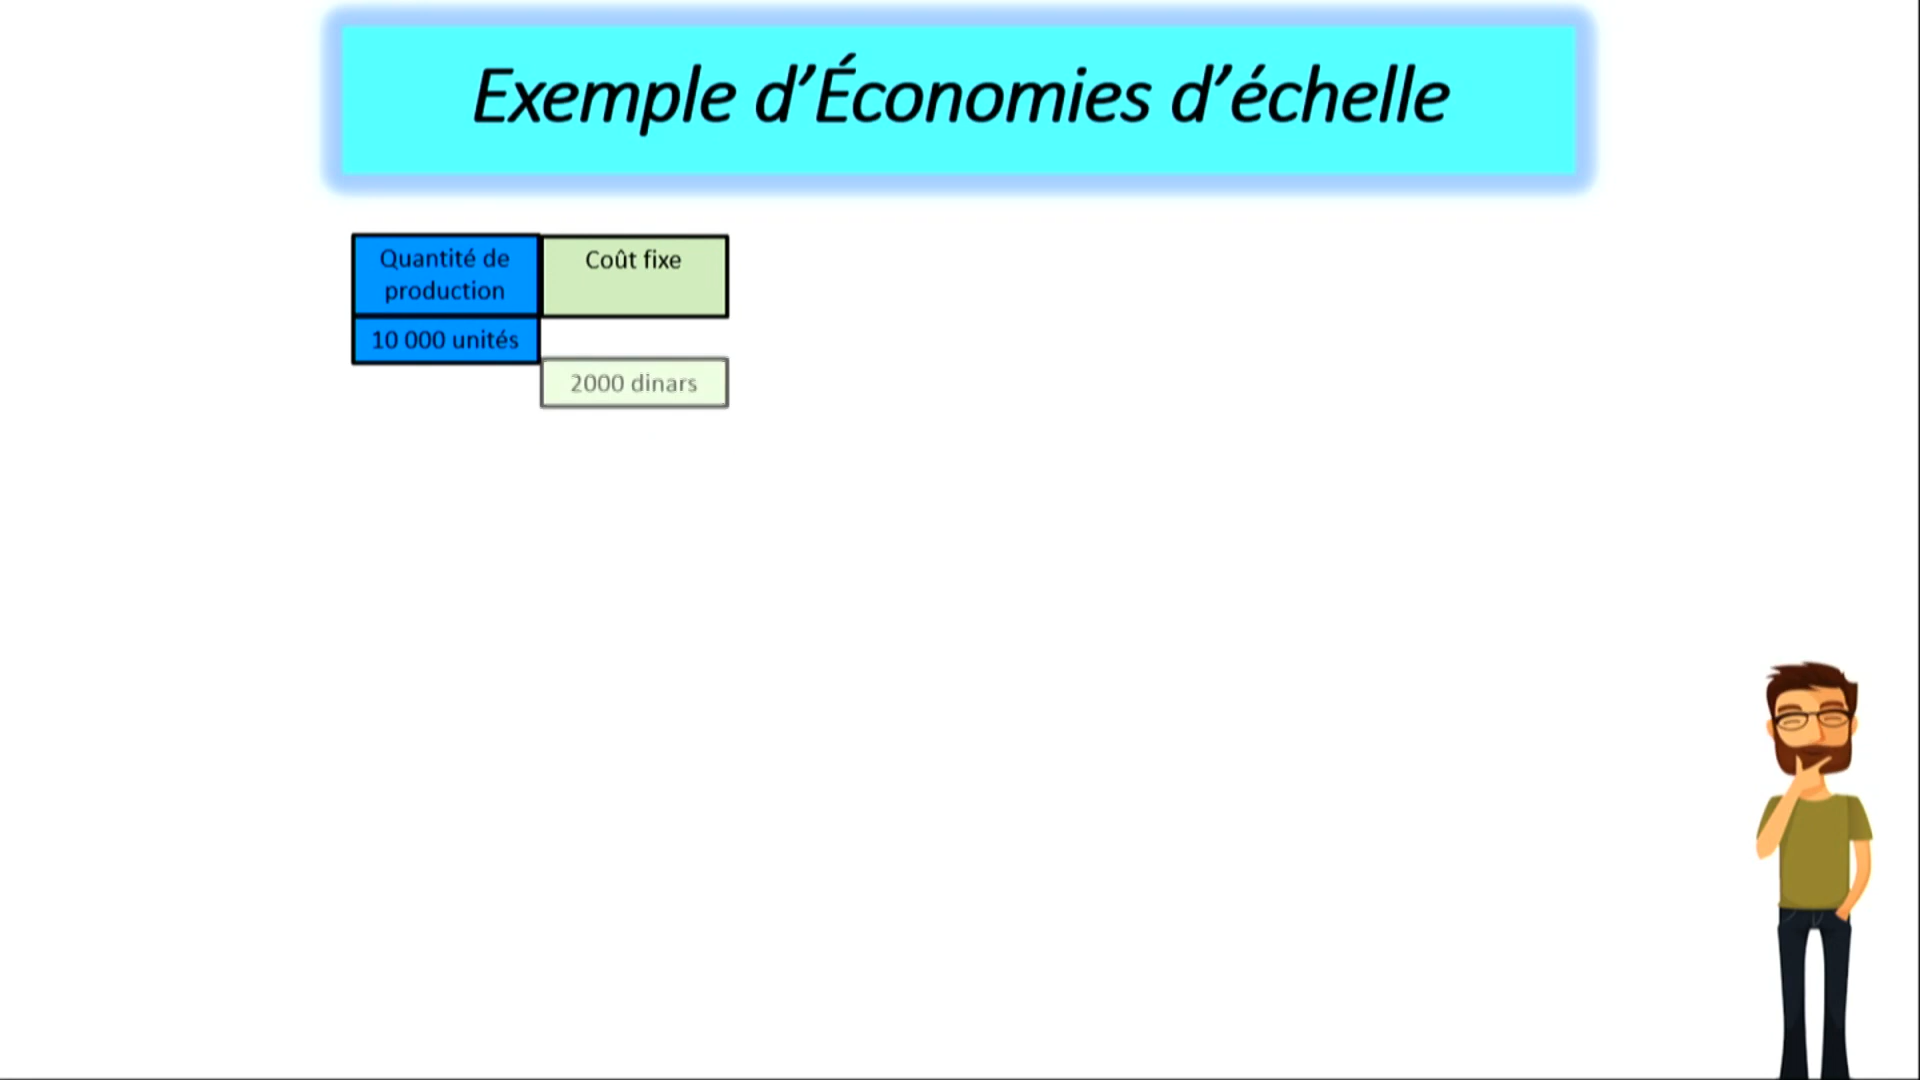 Exemple d’Économies d’échelle
Quantité de
production
Coût fixe
10 000 unités
2000 dinars